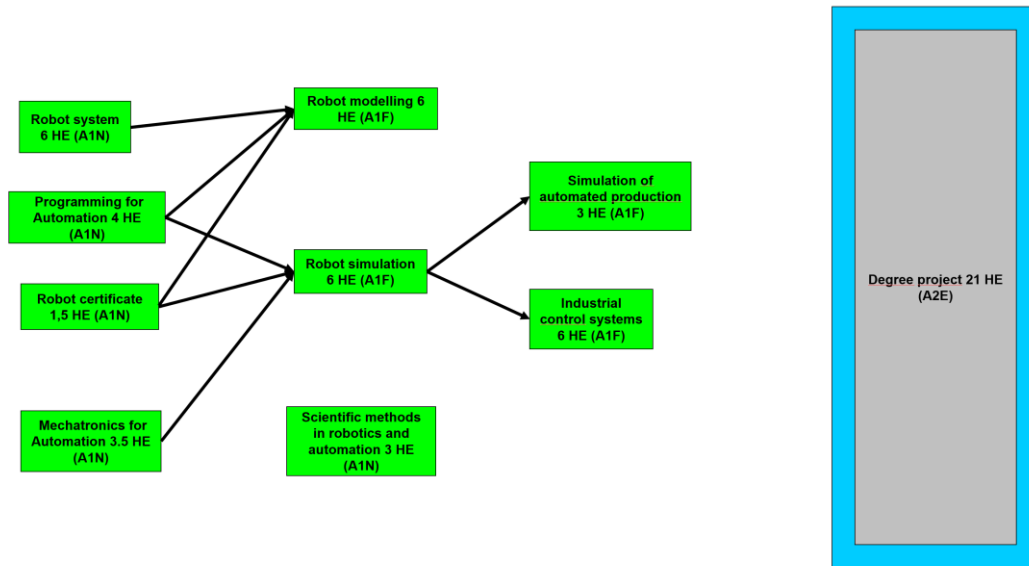 Robot system
6 HE (A1N)
Programming for
Automation 4 HE
(A1N)
Robot certificate
1,5 HE (A1N)
Mechatronics for
Automation 3.5 HE
(A1N)
Robot modelling 6
HE (A1F)
Robot simulation
6 HE (A1F)
Scientific methods
in robotics and
automation 3 HE
(A1N)
Simulation of
automated production
3 HE (A1F)
Industrial
control systems
6 HE (A1F)
Degree project 21 HE
(A2E)